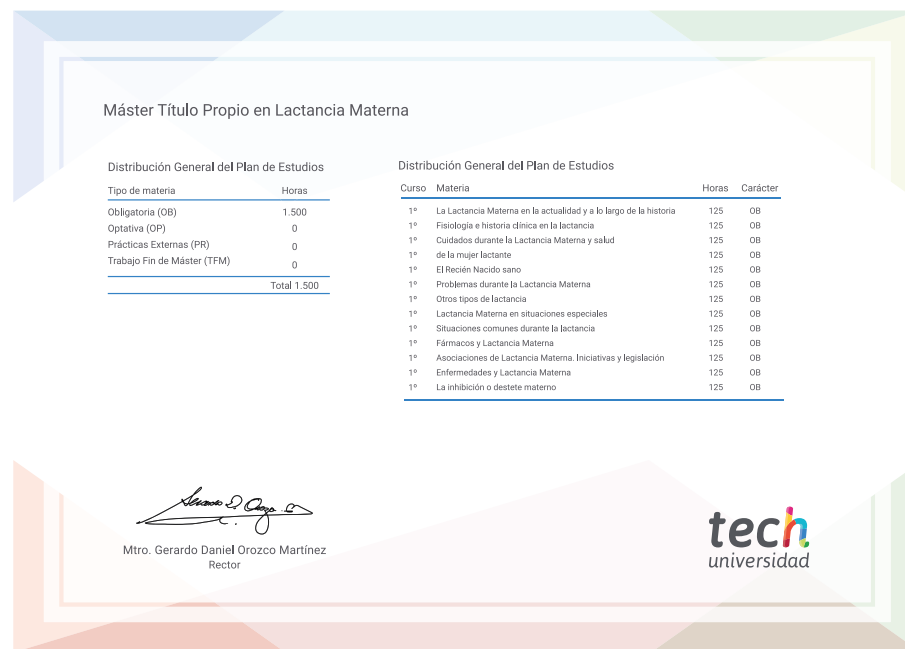 Máster Título Propio en Lactancia Materna
Distribución General del Plan de Estudios
Tipo de materia Horas
Obligatoria (OB) 1.500
Optativa (OP) 0
Prácticas Externas (PR) 0
Trabajo Fin de Máster (TFM) 0
Total 1.500
Distribución General del Plan de Estudios
Curso Materia Horas Carácter
1º La Lactancia Materna en la actualidad y a lo largo de la historia 125 OB
1º Fisiología e historia clínica en la lactancia 125 OB
1º Cuidados durante la Lactancia Materna y salud 125 OB
1º de la mujer lactante 125 OB
1º El Recién Nacido sano 125 OB
1º Problemas durante la Lactancia Materna 125 OB
1º Otros tipos de lactancia 125 OB
1º Lactancia Materna en situaciones especiales 125 OB
1º Situaciones comunes durante la lactancia 125 OB
1º Fármacos y Lactancia Materna 125 OB
1º Asociaciones de Lactancia Materna. Iniciativas y legislación 125 OB
1º Enfermedades y Lactancia Materna 125 OB
1º La inhibición o destete materno 125 OB
Mtro. Gerardo Daniel Orozco Martínez
Rector
tech
universidad